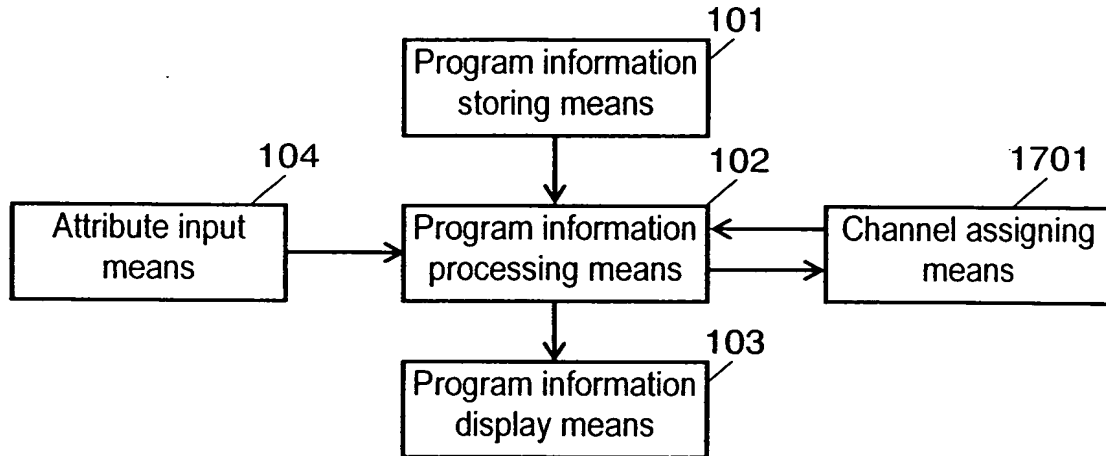 101
Program information
storing means
104
102
1701
Attribute input
means
Program information
processing means
Channel assigning
means
103
Program information
display means